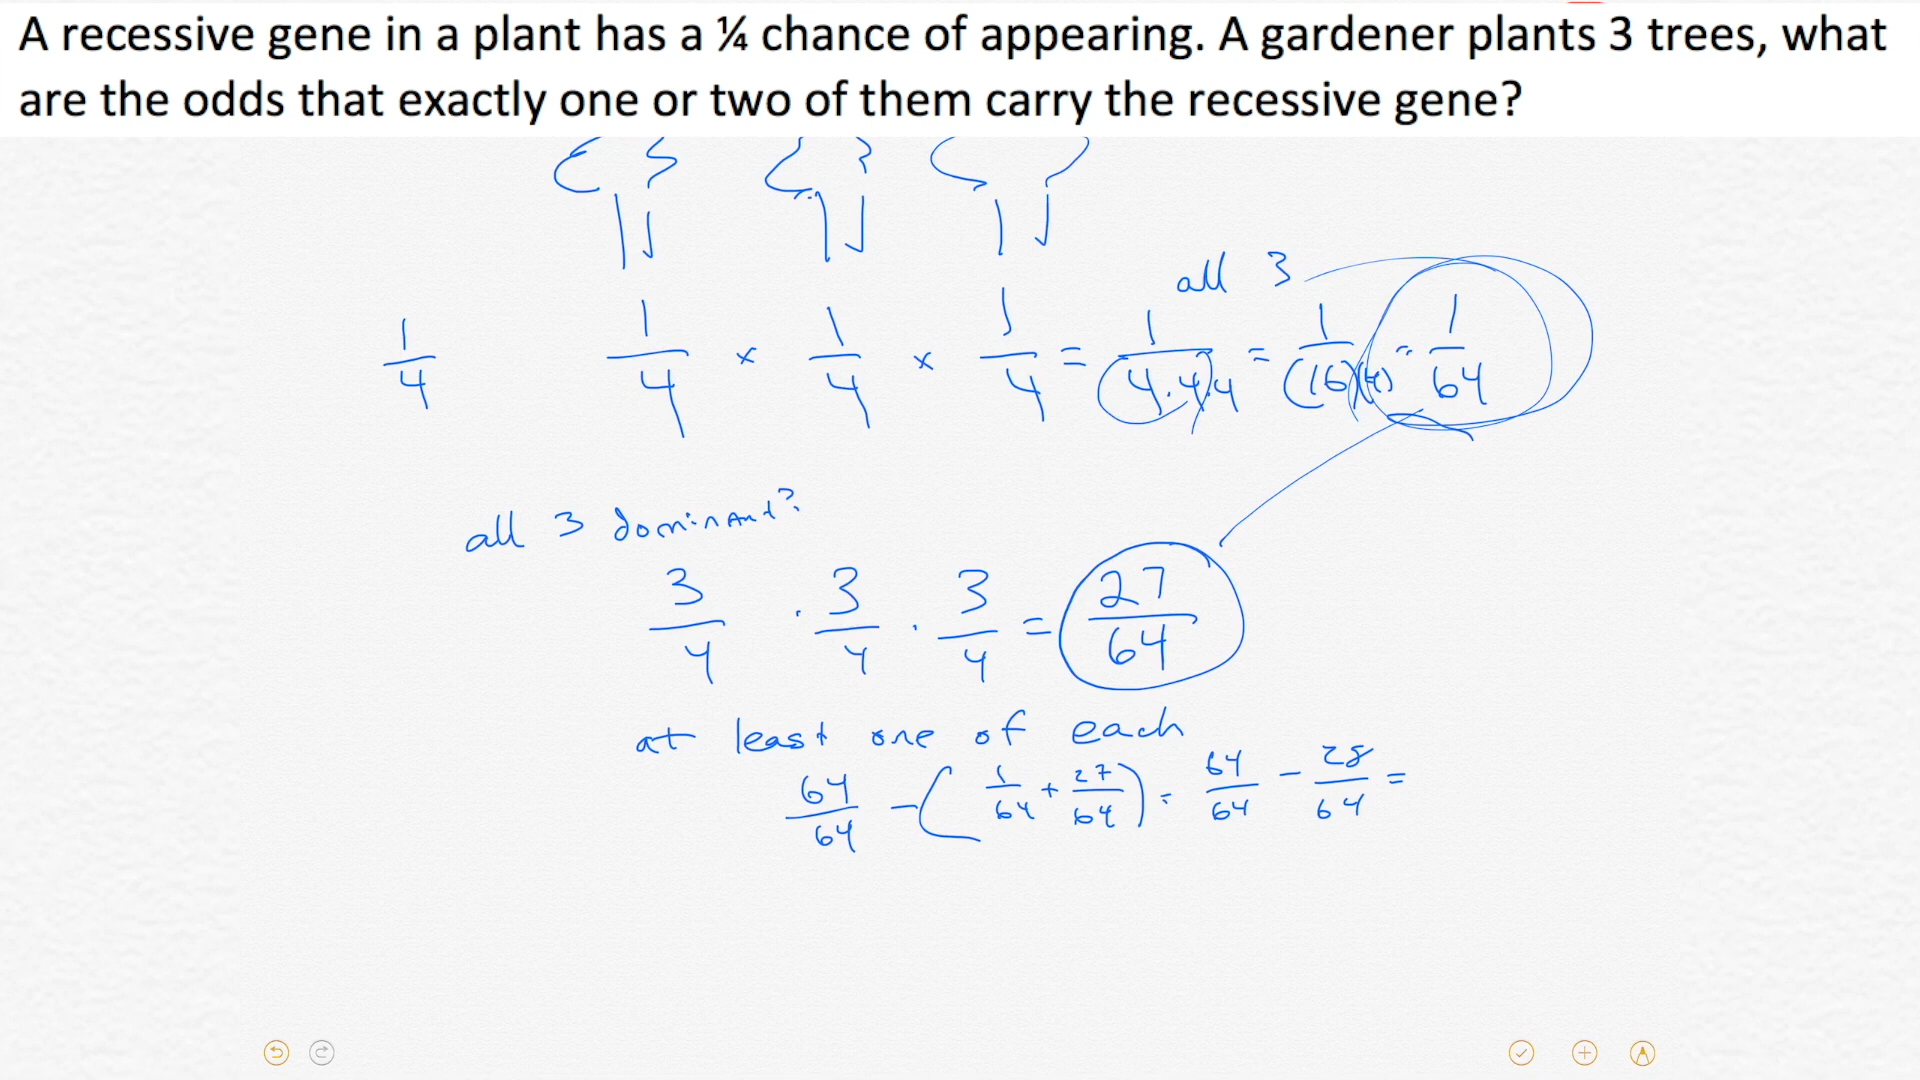 A recessive gene in a plant has a ¼ chance of appearing. A gardener plants 3 trees, what
are the odds that exactly one or two of them carry the recessive gene?
all 3
1/4 1/4 × 1/4 × 1/4 = 1/(4·4)·4 = 1/(16)(4) = 1/64
all 3 dominant?
3/4 · 3/4 · 3/4 = 27/64
at least one of each
64/64 - (1/64 + 27/64) = 64/64 - 28/64 =